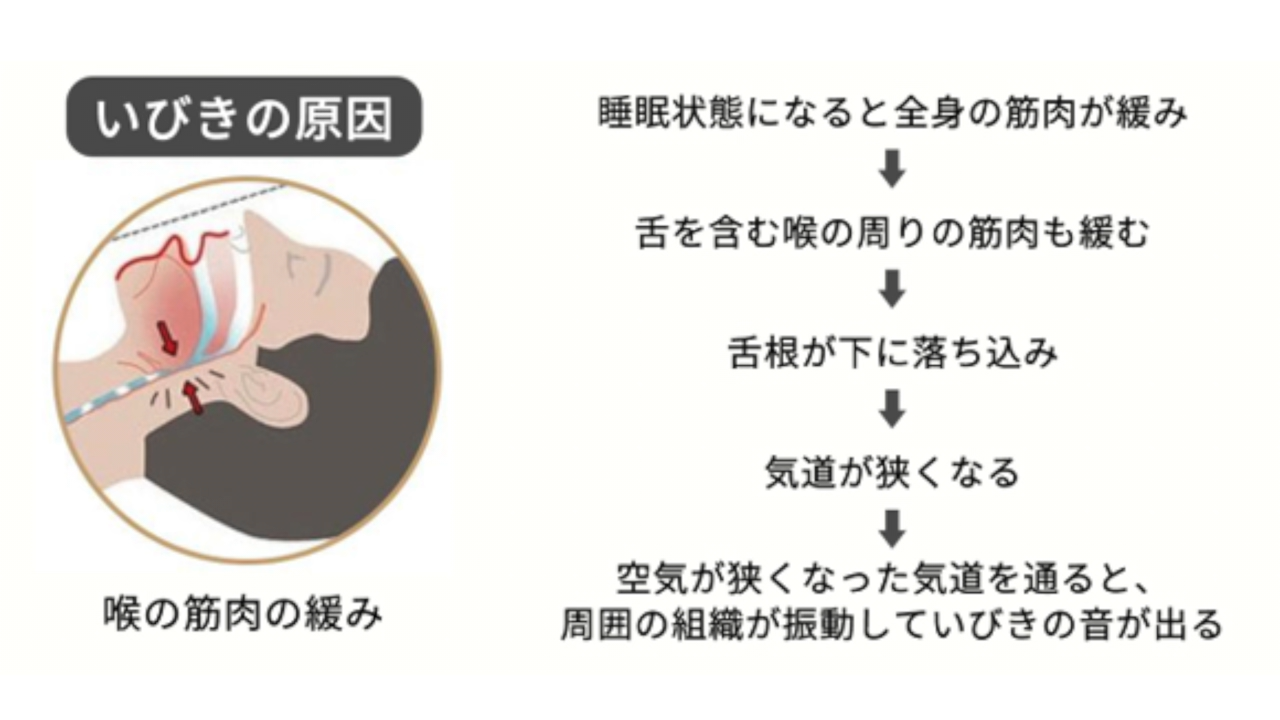 いびきの原因
喉の筋肉の緩み
睡眠状態になると全身の筋肉が緩み
舌を含む喉の周りの筋肉も緩む
舌根が下に落ち込み
気道が狭くなる
空気が狭くなった気道を通ると、
周囲の組織が振動していびきの音が出る